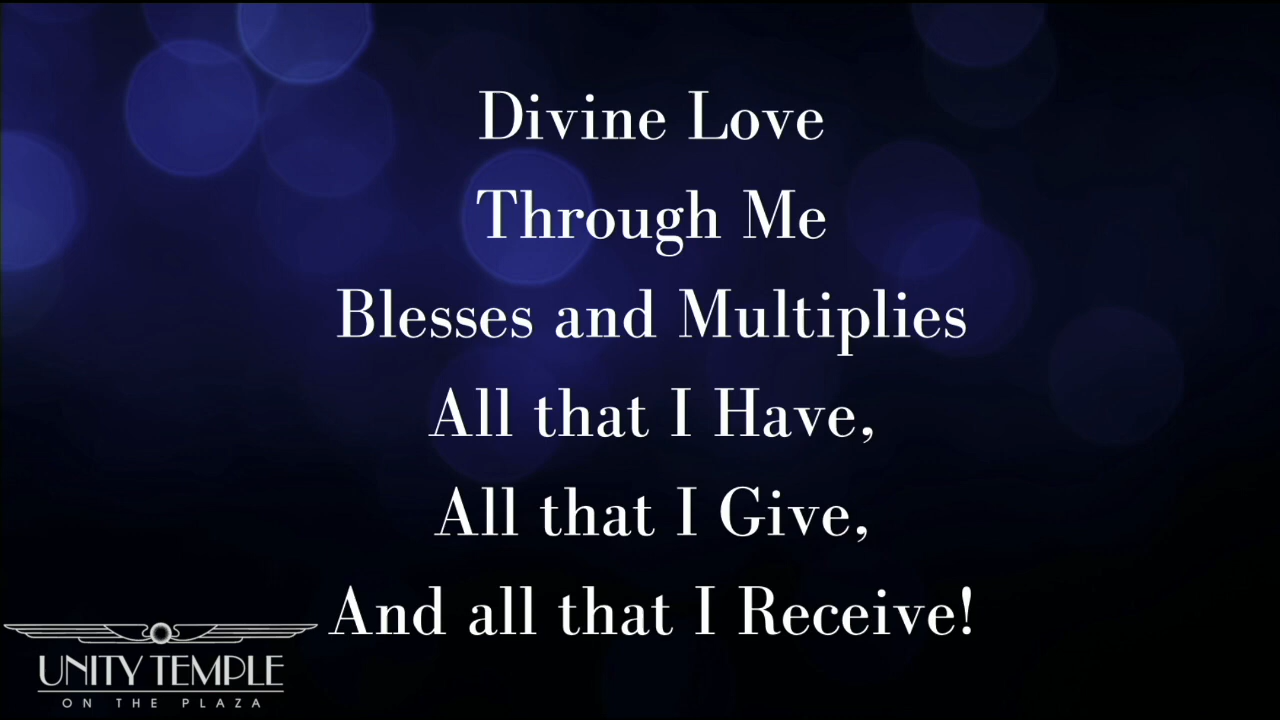 Divine Love
Through Me
Blesses and Multiplies
All that I Have,
All that I Give,
And all that I Receive!
UNITY TEMPLE
ON THE PLAZA